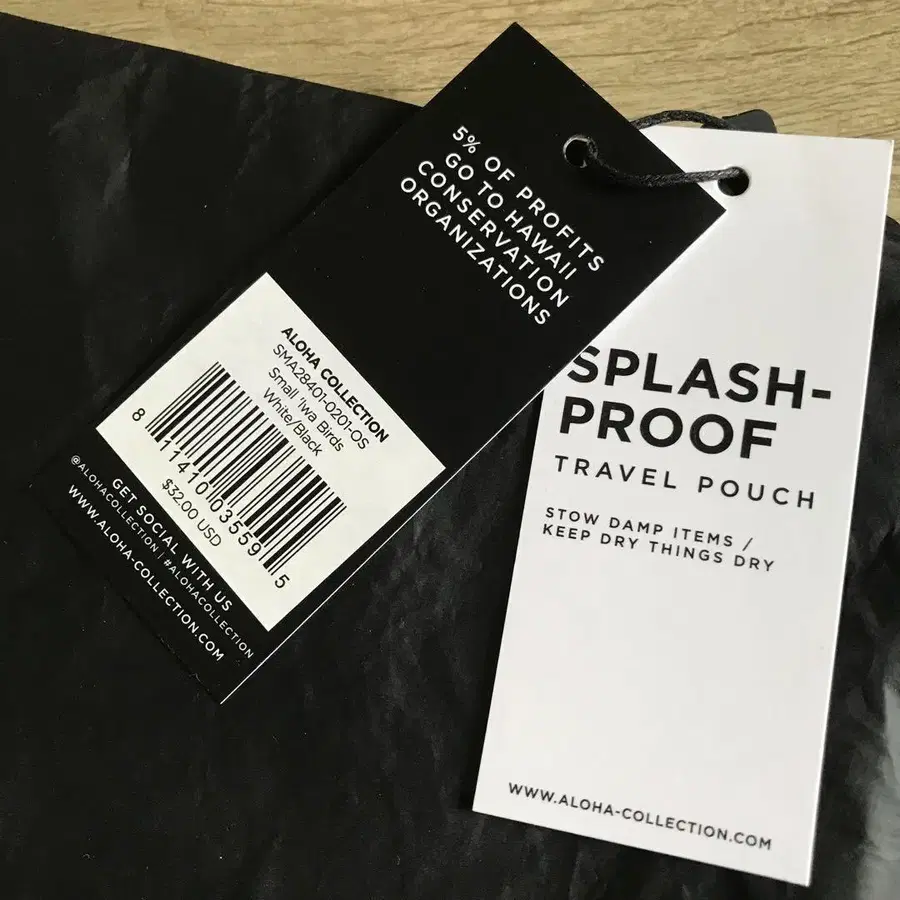 5% OF PROFITS
GO TO HAWAII
CONSERVATION
ORGANIZATIONS
ALOHA COLLECTION
SMA28401-0201-OS
Small 'Iwa Birds
White/Black
8 11410 03559 5
$32.00 USD
GET SOCIAL WITH US
@ALOHACOLLECTION | #ALOHACOLLECTION
WWW.ALOHA-COLLECTION.COM
SPLASH-
PROOF
TRAVEL POUCH
STOW DAMP ITEMS /
KEEP DRY THINGS DRY
WWW.ALOHA-COLLECTION.COM